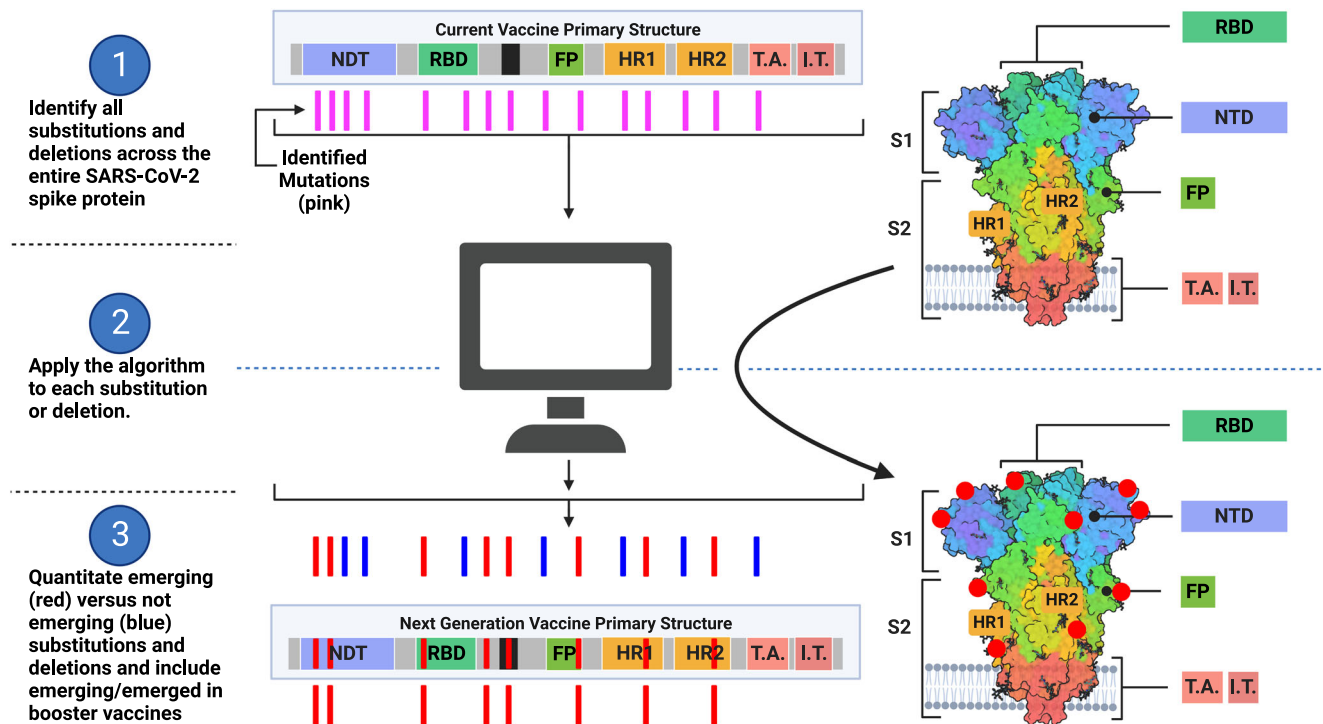 1
Identify all
substitutions and
deletions across the
entire SARS-CoV-2
spike protein
Current Vaccine Primary Structure
NDT RBD FP HR1 HR2 T.A. I.T.
Identified
Mutations
(pink)
RBD
S1
NTD
FP
HR2
HR1
S2
T.A. I.T.
2
Apply the algorithm
to each substitution
or deletion.
3
Quantitate emerging
(red) versus not
emerging (blue)
substitutions and
deletions and include
emerging/emerged in
booster vaccines
Next Generation Vaccine Primary Structure
NDT RBD FP HR1 HR2 T.A. I.T.
RBD
S1
NTD
FP
HR2
HR1
S2
T.A. I.T.